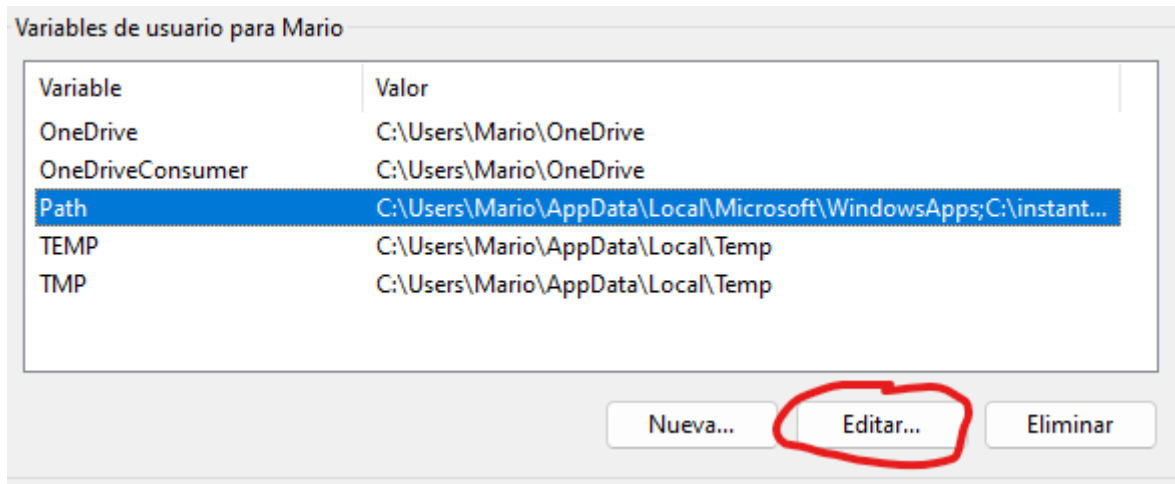 Variables de usuario para Mario
Variable Valor
OneDrive C:\Users\Mario\OneDrive
OneDriveConsumer C:\Users\Mario\OneDrive
Path C:\Users\Mario\AppData\Local\Microsoft\WindowsApps;C:\instant...
TEMP C:\Users\Mario\AppData\Local\Temp
TMP C:\Users\Mario\AppData\Local\Temp
Nueva... Editar... Eliminar